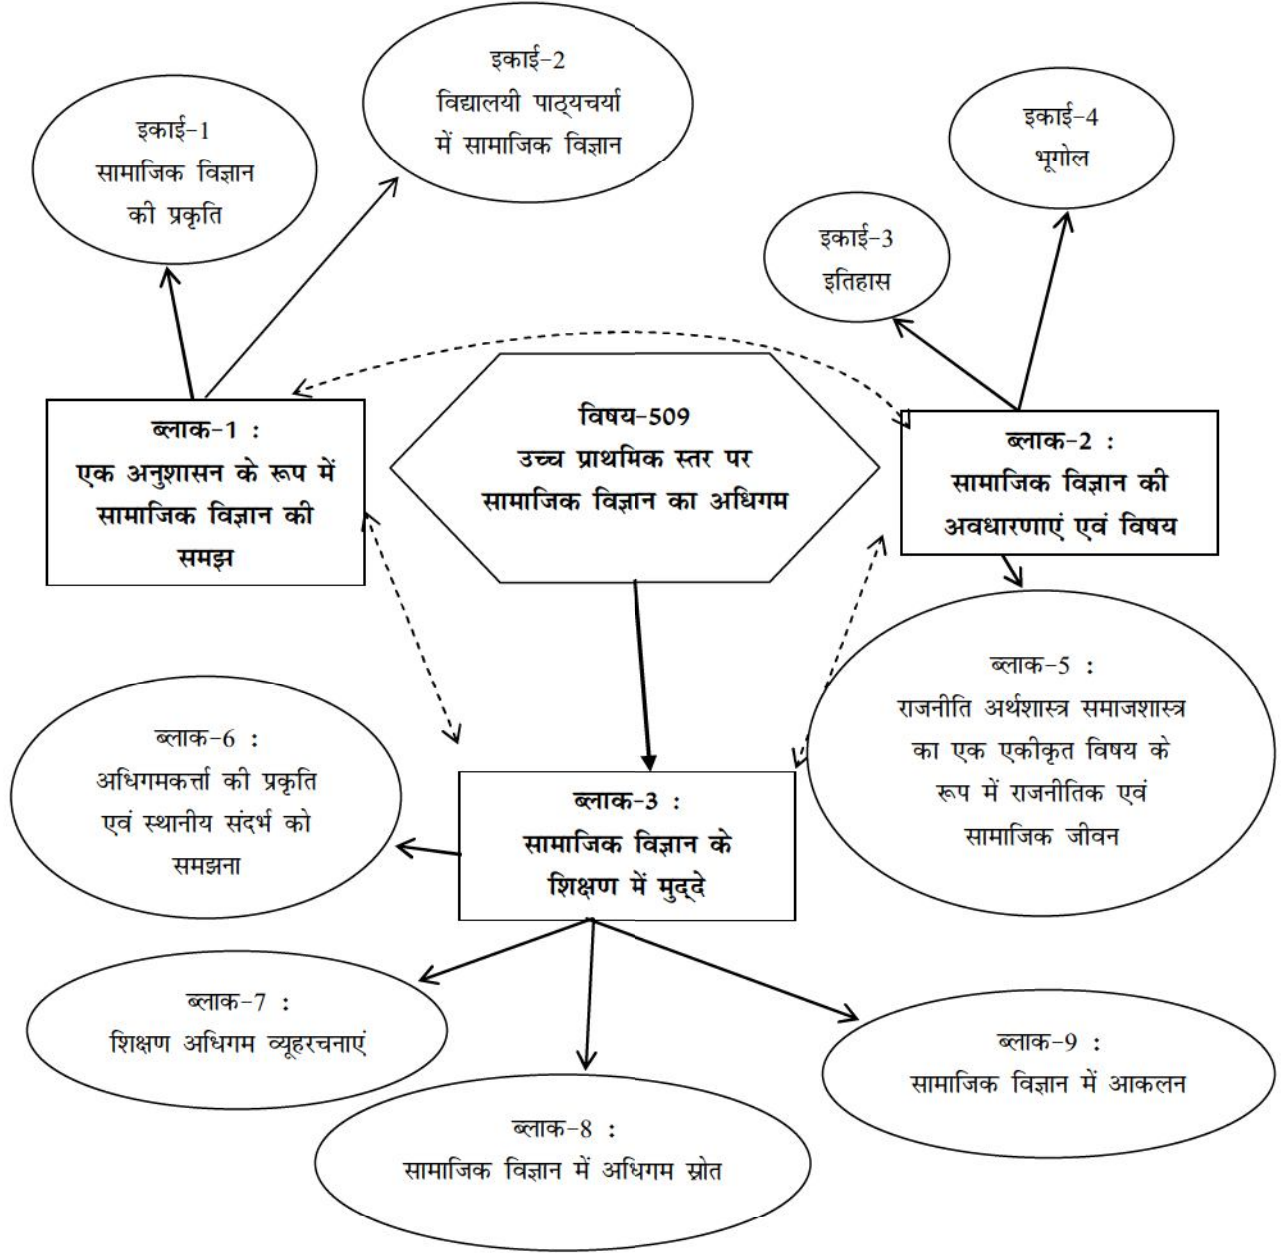 इकाई-1
सामाजिक विज्ञान
की प्रकृति
इकाई-2
विद्यालयी पाठ्यचर्या
में सामाजिक विज्ञान
इकाई-4
भूगोल
इकाई-3
इतिहास
ब्लाक-1 :
एक अनुशासन के रूप में
सामाजिक विज्ञान की
समझ
विषय-509
उच्च प्राथमिक स्तर पर
सामाजिक विज्ञान का अधिगम
ब्लाक-2 :
सामाजिक विज्ञान की
अवधारणाएं एवं विषय
ब्लाक-5 :
राजनीति अर्थशास्त्र समाजशास्त्र
का एक एकीकृत विषय के
रूप में राजनीतिक एवं
सामाजिक जीवन
ब्लाक-6 :
अधिगमकर्त्ता की प्रकृति
एवं स्थानीय संदर्भ को
समझना
ब्लाक-3 :
सामाजिक विज्ञान के
शिक्षण में मुद्दे
ब्लाक-7 :
शिक्षण अधिगम व्यूहरचनाएं
ब्लाक-8 :
सामाजिक विज्ञान में अधिगम स्रोत
ब्लाक-9 :
सामाजिक विज्ञान में आकलन